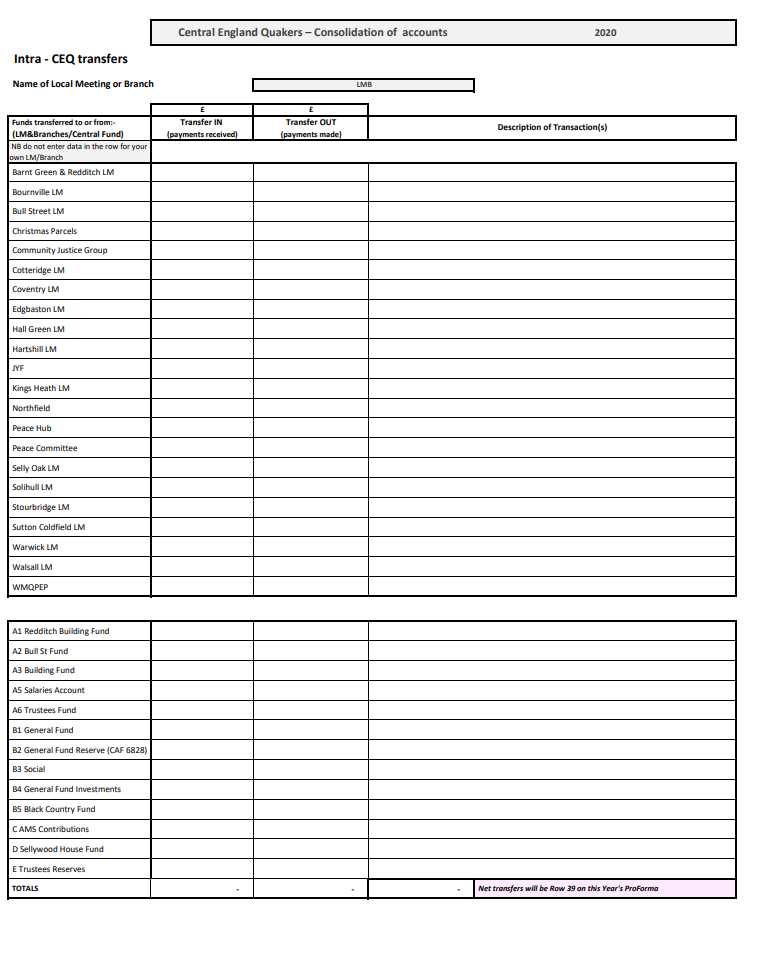 Central England Quakers – Consolidation of accounts 2020
Intra - CEQ transfers
Name of Local Meeting or Branch LMB
£ £
Funds transferred to or from:- Transfer IN Transfer OUT Description of Transaction(s)
(LM&Branches/Central Fund) (payments received) (payments made)
NB do not enter data in the row for your
own LM/Branch
Barnt Green & Redditch LM
Bournville LM
Bull Street LM
Christmas Parcels
Community Justice Group
Cotteridge LM
Coventry LM
Edgbaston LM
Hall Green LM
Hartshill LM
JYF
Kings Heath LM
Northfield
Peace Hub
Peace Committee
Selly Oak LM
Solihull LM
Stourbridge LM
Sutton Coldfield LM
Warwick LM
Walsall LM
WMQPEP
A1 Redditch Building Fund
A2 Bull St Fund
A3 Building Fund
A5 Salaries Account
A6 Trustees Fund
B1 General Fund
B2 General Fund Reserve (CAF 6828)
B3 Social
B4 General Fund Investments
B5 Black Country Fund
C AMS Contributions
D Sellywood House Fund
E Trustees Reserves
TOTALS - - - Net transfers will be Row 39 on this Year's ProForma